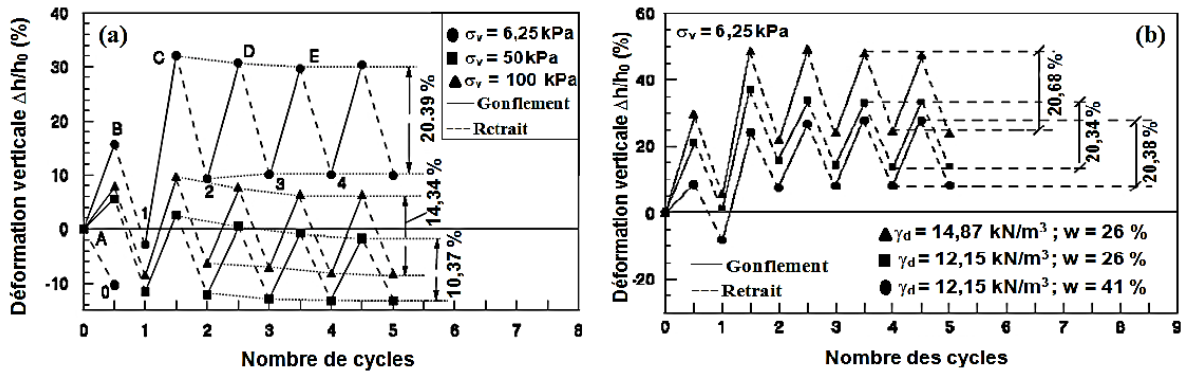 (a)
Déformation verticale Δh/h₀ (%)
40
30
20
10
0
-10
A
B
C
D
E
0
1
2
3
4
σᵥ = 6,25 kPa
σᵥ = 50 kPa
σᵥ = 100 kPa
Gonflement
Retrait
20.39 %
14,34 %
10,37 %
0 1 2 3 4 5 6 7 8
Nombre de cycles
(b)
Déformation verticale Δh/h₀ (%)
60
40
20
0
-20
σᵥ = 6,25 kPa
20,68 %
20,34 %
20,38 %
γd = 14,87 kN/m³ ; w = 26 %
γd = 12,15 kN/m³ ; w = 26 %
γd = 12,15 kN/m³ ; w = 41 %
Gonflement
Retrait
0 1 2 3 4 5 6 7 8 9
Nombre des cycles